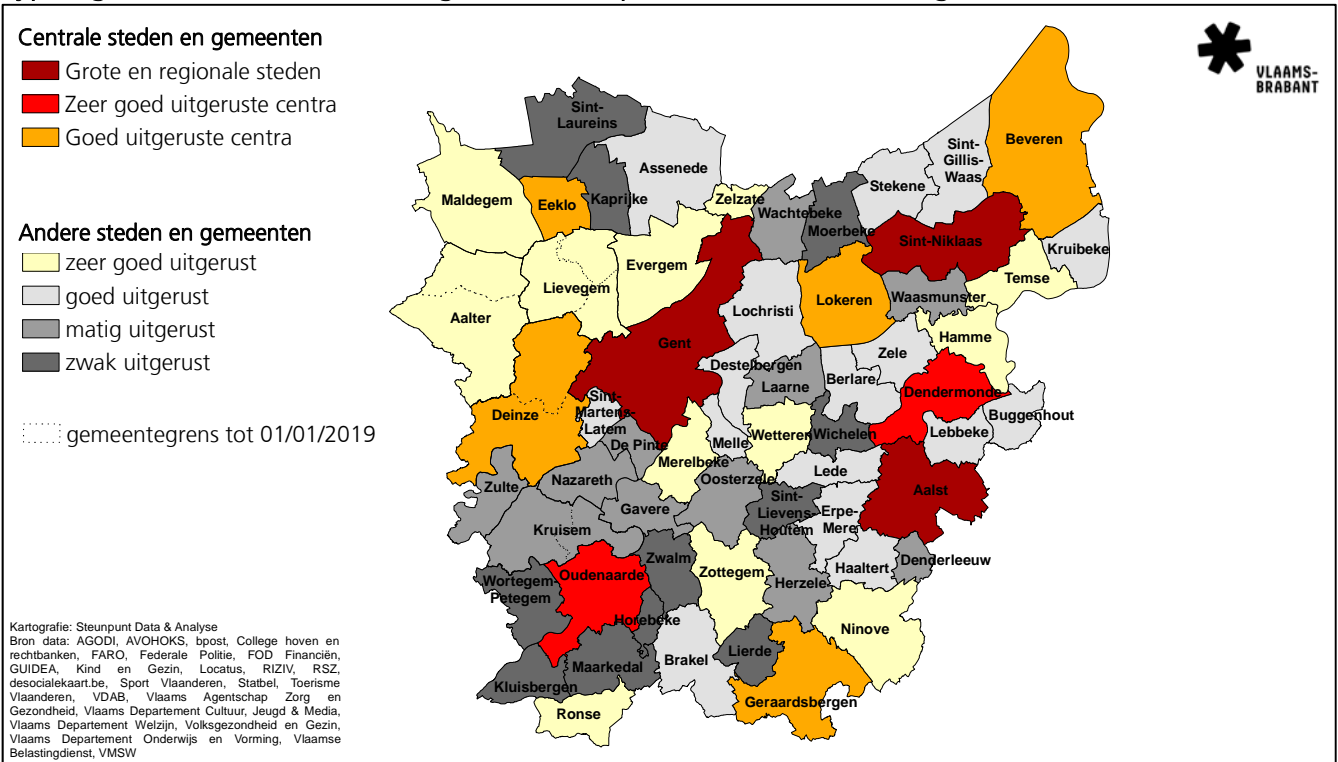 Centrale steden en gemeenten
Grote en regionale steden
Zeer goed uitgeruste centra
Goed uitgeruste centra
Andere steden en gemeenten
zeer goed uitgerust
goed uitgerust
matig uitgerust
zwak uitgerust
gemeentegrens tot 01/01/2019
VLAAMS-
BRABANT
Sint-
Laureins
Assenede
Beveren
Sint-
Gillis-
Waas
Stekene
Maldegem
Eeklo
Kaprijke
Zelzate
Wachtebeke
Moerbeke
Sint-Niklaas
Kruibeke
Temse
Evergem
Lievegem
Aalter
Lochristi
Lokeren
Waasmunster
Hamme
Gent
Zele
Destelbergen
Laarne
Berlare
Dendermonde
Deinze
Sint-
Martens-
Latem
De Pinte
Melle
Wetteren
Wichelen
Lebbeke
Buggenhout
Merelbeke
Lede
Aalst
Zulte
Nazareth
Oosterzele
Gavere
Sint-
Lievens-
Houtem
Erpe-
Mere
Kruisem
Zwalm
Zottegem
Herzele
Haaltert
Denderleeuw
Oudenaarde
Wortegem-
Petegem
Horebeke
Ninove
Maarkedal
Brakel
Lierde
Kluisbergen
Geraardsbergen
Ronse
Kartografie: Steunpunt Data & Analyse
Bron data: AGODI, AVOHOKS, bpost, College hoven en
rechtbanken, FARO, Federale Politie, FOD Financiën,
GUIDEA, Kind en Gezin, Locatus, RIZIV, RSZ,
desocialekaart.be, Sport Vlaanderen, Statbel, Toerisme
Vlaanderen, VDAB, Vlaams Agentschap Zorg en
Gezondheid, Vlaams Departement Cultuur, Jeugd & Media,
Vlaams Departement Welzijn, Volksgezondheid en Gezin,
Vlaams Departement Onderwijs en Vorming, Vlaamse
Belastingdienst, VMSW